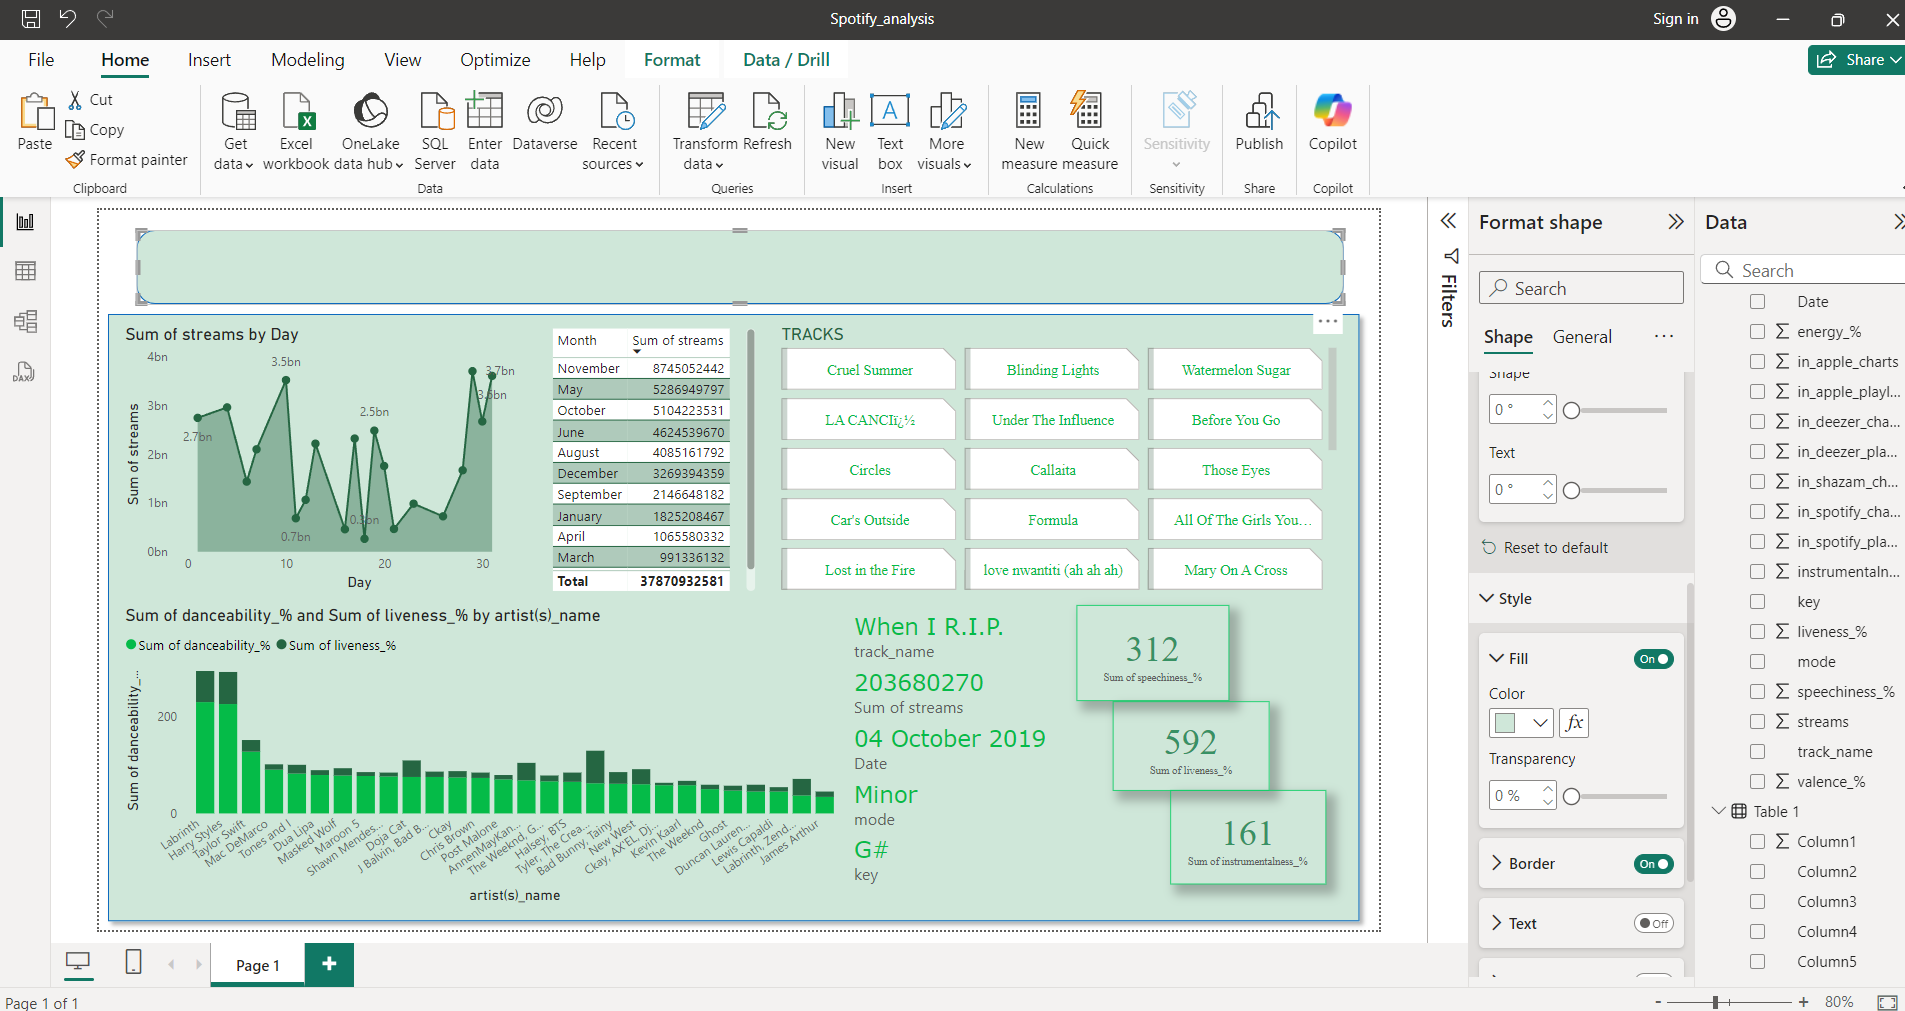 Spotify_analysis
Sign in
File Home Insert Modeling View Optimize Help Format Data / Drill
Share
Paste
Cut
Copy
Format painter
Clipboard
Get data
Excel workbook
OneLake data hub
SQL Server
Enter data
Dataverse
Recent sources
Data
Transform data
Refresh
Queries
New visual
Text box
More visuals
Insert
New measure
Quick measure
Calculations
Sensitivity
Sensitivity
Publish
Share
Copilot
Copilot
DAX
Sum of streams by Day
Sum of streams
4bn
3bn
2bn
1bn
0bn
2.7bn
3.5bn
0.7bn
2.5bn
3.7bn
0 10 20 30
Day
Month Sum of streams
November 8745052442
May 5286949797
October 5104223531
June 4624539670
August 4085161792
December 3269394359
September 2146648182
January 1825208467
April 1065580332
March 991336132
Total 37870932581
TRACKS
Cruel Summer Blinding Lights Watermelon Sugar
LA CANCIï¿½ Under The Influence Before You Go
Circles Callaita Those Eyes
Car's Outside Formula All Of The Girls You...
Lost in the Fire love nwantiti (ah ah ah) Mary On A Cross
Sum of danceability_% and Sum of liveness_% by artist(s)_name
Sum of danceability_% Sum of liveness_%
Sum of danceability_...
200
0
Labrinth
Harry Styles
Taylor Swift
Mac DeMarco
Tones and I
Dua Lipa
Masked Wolf
Maroon 5
Shawn Mendes...
Doja Cat
J Balvin, Bad B...
Ckay
Chris Brown
Post Malone
AnnenMayKan...
The Weeknd, G...
Halsey, BTS
Tyler, The Crea...
Bad Bunny, Tainy
New West
Ckay, AX'EL, Dj...
Kevin Kaarl
The Weeknd
Ghost
Duncan Lauren...
Lewis Capaldi
Labrinth, Zend...
James Arthur
artist(s)_name
When I R.I.P.
track_name
203680270
Sum of streams
04 October 2019
Date
Minor
mode
G#
key
312
Sum of speechiness_%
592
Sum of liveness_%
161
Sum of instrumentalness_%
Filters
Format shape
Search
Shape General
Shape
0 °
Text
0 °
Reset to default
Style
Fill On
Color
fx
Transparency
0 %
Border On
Text Off
Data
Search
Date
energy_%
in_apple_charts
in_apple_playl...
in_deezer_cha...
in_deezer_pla...
in_shazam_ch...
in_spotify_cha...
in_spotify_pla...
instrumentaln...
key
liveness_%
mode
speechiness_%
streams
track_name
valence_%
Table 1
Column1
Column2
Column3
Column4
Column5
Page 1
Page 1 of 1
- + 80%